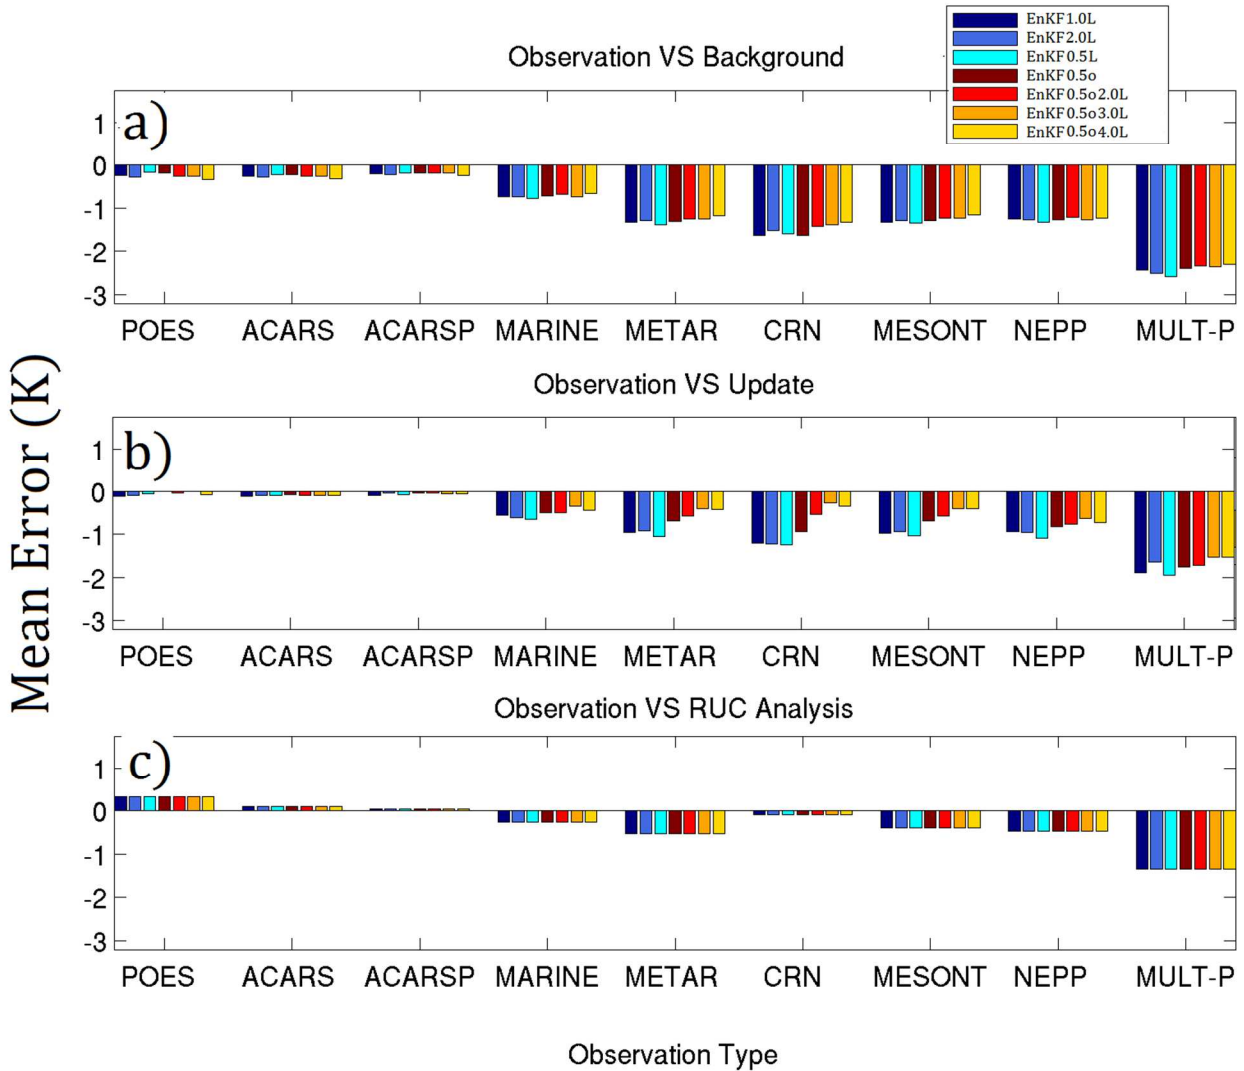 EnKF1.0L
EnKF2.0L
EnKF0.5L
EnKF0.5o
EnKF0.5o2.0L
EnKF0.5o3.0L
EnKF0.5o4.0L
Observation VS Background
a)
1
0
-1
-2
-3
POES ACARS ACARSP MARINE METAR CRN MESONT NEPP MULT-P
Mean Error (K)
Observation VS Update
b)
1
0
-1
-2
-3
POES ACARS ACARSP MARINE METAR CRN MESONT NEPP MULT-P
Observation VS RUC Analysis
c)
1
0
-1
-2
-3
POES ACARS ACARSP MARINE METAR CRN MESONT NEPP MULT-P
Observation Type